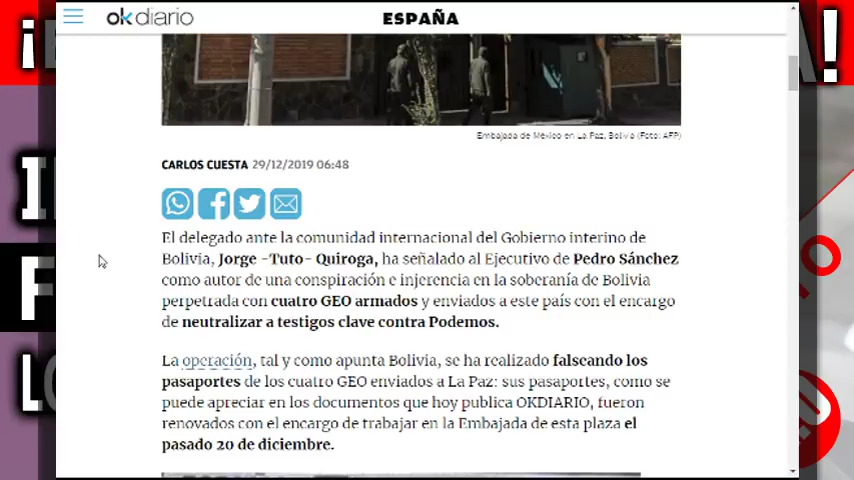 okdiario
ESPAÑA
Embajada de México en La Paz, Bolivia (Foto: AFP)
CARLOS CUESTA 29/12/2019 06:48
El delegado ante la comunidad internacional del Gobierno interino de
Bolivia, Jorge -Tuto- Quiroga, ha señalado al Ejecutivo de Pedro Sánchez
como autor de una conspiración e injerencia en la soberanía de Bolivia
perpetrada con cuatro GEO armados y enviados a este país con el encargo
de neutralizar a testigos clave contra Podemos.
La operación, tal y como apunta Bolivia, se ha realizado falseando los
pasaportes de los cuatro GEO enviados a La Paz: sus pasaportes, como se
puede apreciar en los documentos que hoy publica OKDIARIO, fueron
renovados con el encargo de trabajar en la Embajada de esta plaza el
pasado 20 de diciembre.